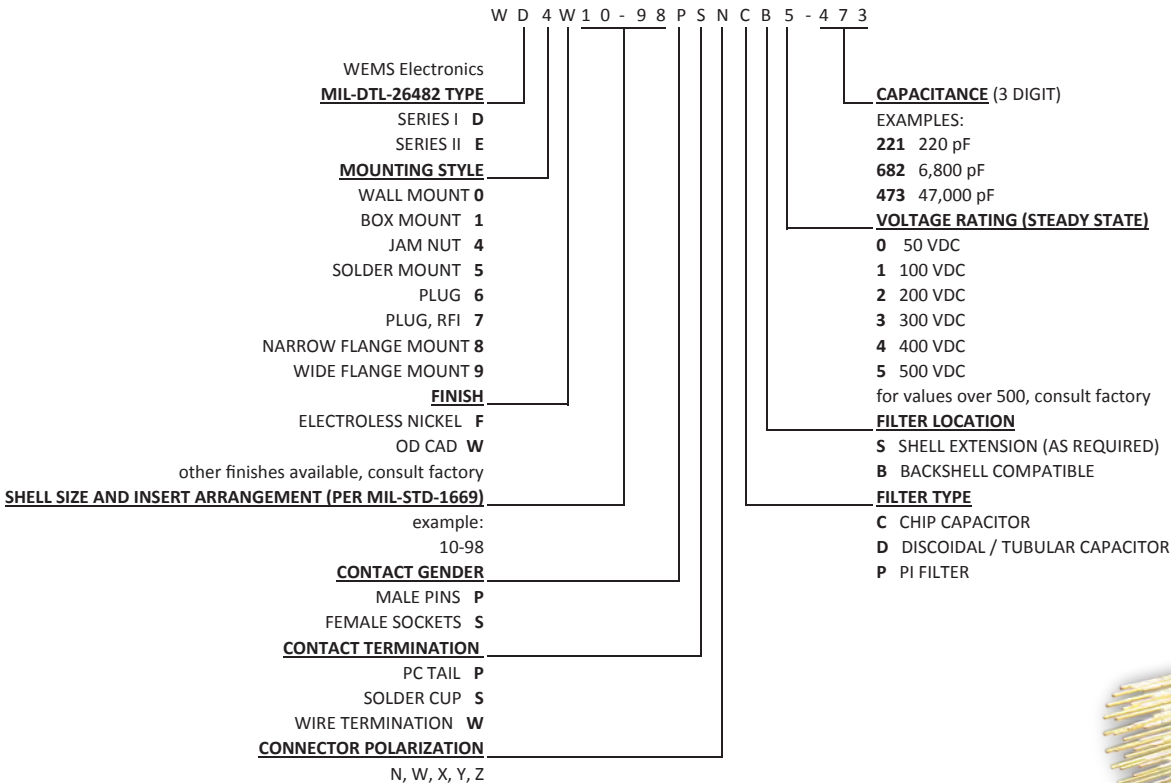 W D 4 W 1 0 - 9 8 P S N C B 5 - 4 7 3
WEMS Electronics
MIL-DTL-26482 TYPE
SERIES I D
SERIES II E
MOUNTING STYLE
WALL MOUNT 0
BOX MOUNT 1
JAM NUT 4
SOLDER MOUNT 5
PLUG 6
PLUG, RFI 7
NARROW FLANGE MOUNT 8
WIDE FLANGE MOUNT 9
FINISH
ELECTROLESS NICKEL F
OD CAD W
other finishes available, consult factory
SHELL SIZE AND INSERT ARRANGEMENT (PER MIL-STD-1669)
example:
10-98
CONTACT GENDER
MALE PINS P
FEMALE SOCKETS S
CONTACT TERMINATION
PC TAIL P
SOLDER CUP S
WIRE TERMINATION W
CONNECTOR POLARIZATION
N, W, X, Y, Z
CAPACITANCE (3 DIGIT)
EXAMPLES:
221 220 pF
682 6,800 pF
473 47,000 pF
VOLTAGE RATING (STEADY STATE)
0 50 VDC
1 100 VDC
2 200 VDC
3 300 VDC
4 400 VDC
5 500 VDC
for values over 500, consult factory
FILTER LOCATION
S SHELL EXTENSION (AS REQUIRED)
B BACKSHELL COMPATIBLE
FILTER TYPE
C CHIP CAPACITOR
D DISCOIDAL / TUBULAR CAPACITOR
P PI FILTER